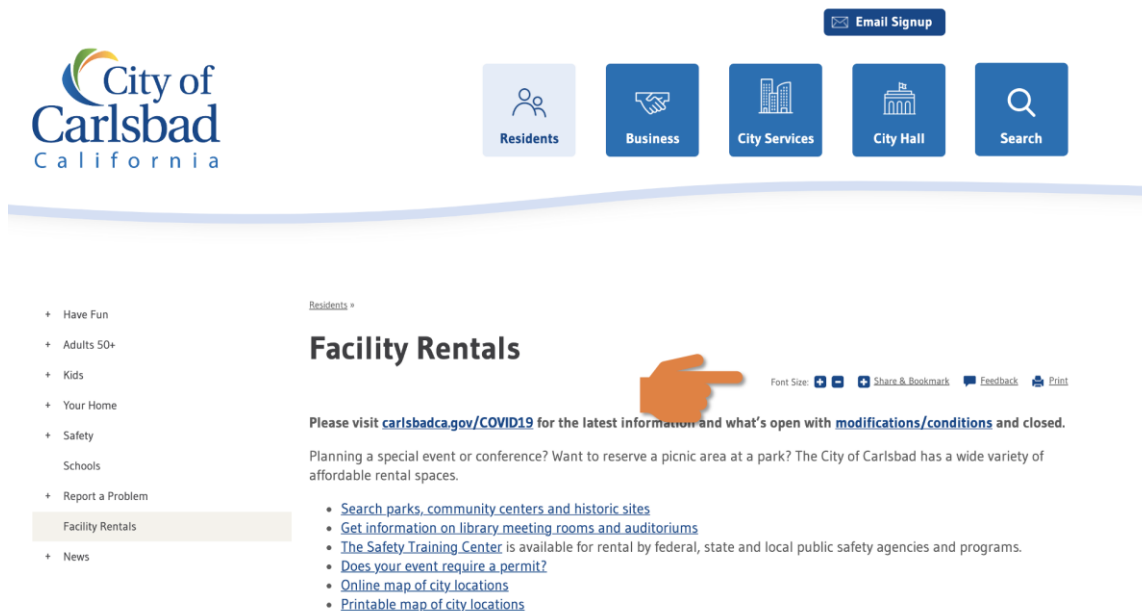 Email Signup
City of
Carlsbad
California
Residents
Business
City Services
City Hall
Search
+ Have Fun
+ Adults 50+
+ Kids
+ Your Home
+ Safety
Schools
+ Report a Problem
Facility Rentals
+ News
Residents »
Facility Rentals
Font Size: + - + Share & Bookmark Feedback Print
Please visit carlsbadca.gov/COVID19 for the latest information and what's open with modifications/conditions and closed.
Planning a special event or conference? Want to reserve a picnic area at a park? The City of Carlsbad has a wide variety of
affordable rental spaces.
• Search parks, community centers and historic sites
• Get information on library meeting rooms and auditoriums
• The Safety Training Center is available for rental by federal, state and local public safety agencies and programs.
• Does your event require a permit?
• Online map of city locations
• Printable map of city locations